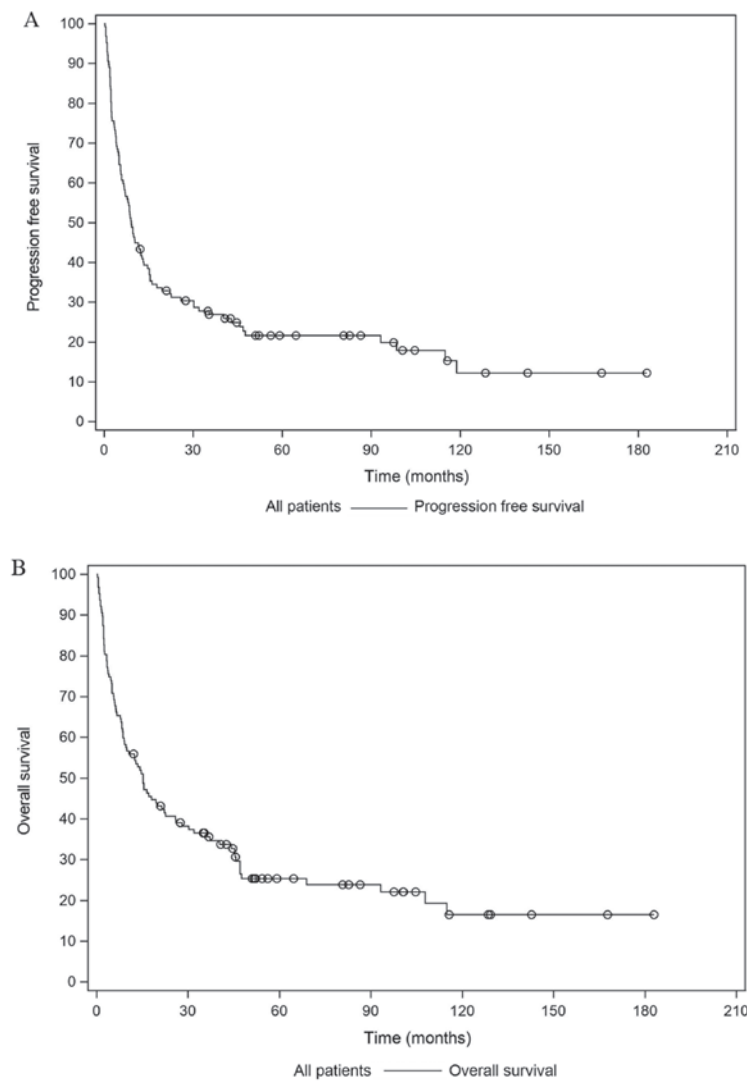 A
100
90
80
70
60
50
40
30
20
10
0
Progression free survival
0 30 60 90 120 150 180 210
Time (months)
All patients Progression free survival
B
100
90
80
70
60
50
40
30
20
10
0
Overall survival
0 30 60 90 120 150 180 210
Time (months)
All patients Overall survival